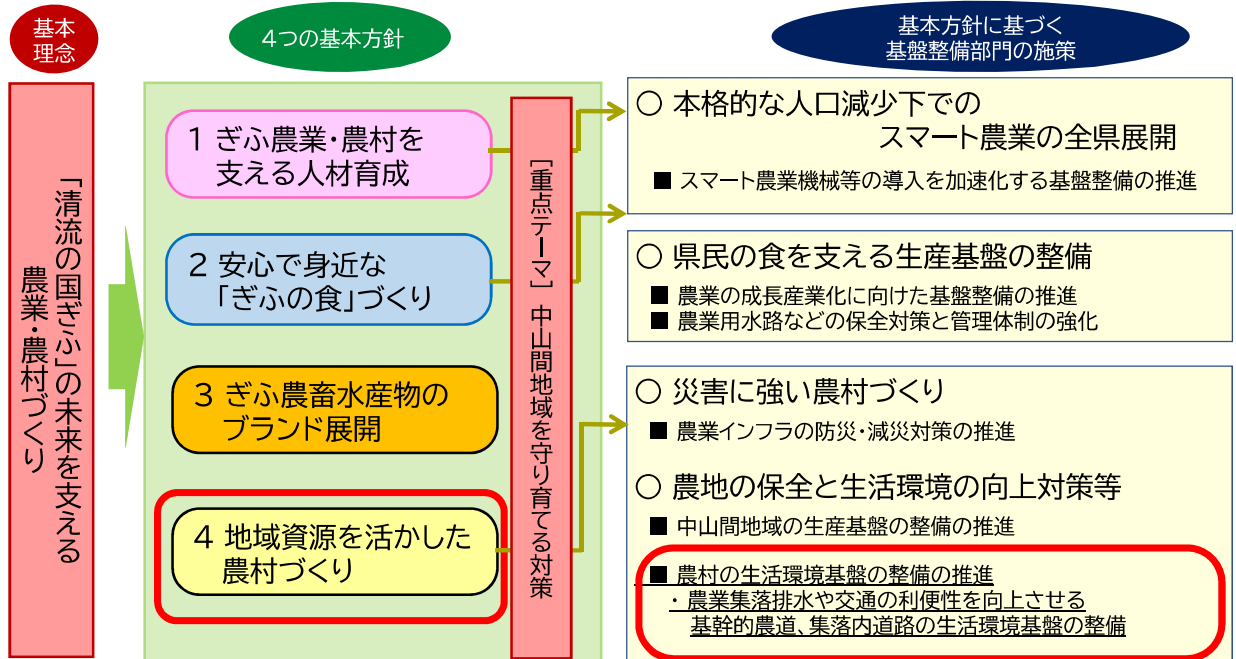 基本
理念
4つの基本方針
基本方針に基づく
基盤整備部門の施策
「清流の国ぎふ」の未来を支える
農業・農村づくり
1 ぎふ農業・農村を
支える人材育成
2 安心で身近な
「ぎふの食」づくり
3 ぎふ農畜水産物の
ブランド展開
4 地域資源を活かした
農村づくり
[重点テーマ] 中山間地域を守り育てる対策
○ 本格的な人口減少下での
スマート農業の全県展開
■ スマート農業機械等の導入を加速化する基盤整備の推進
○ 県民の食を支える生産基盤の整備
■ 農業の成長産業化に向けた基盤整備の推進
■ 農業用水路などの保全対策と管理体制の強化
○ 災害に強い農村づくり
■ 農業インフラの防災・減災対策の推進
○ 農地の保全と生活環境の向上対策等
■ 中山間地域の生産基盤の整備の推進
■ 農村の生活環境基盤の整備の推進
・ 農業集落排水や交通の利便性を向上させる
基幹的農道、集落内道路の生活環境基盤の整備